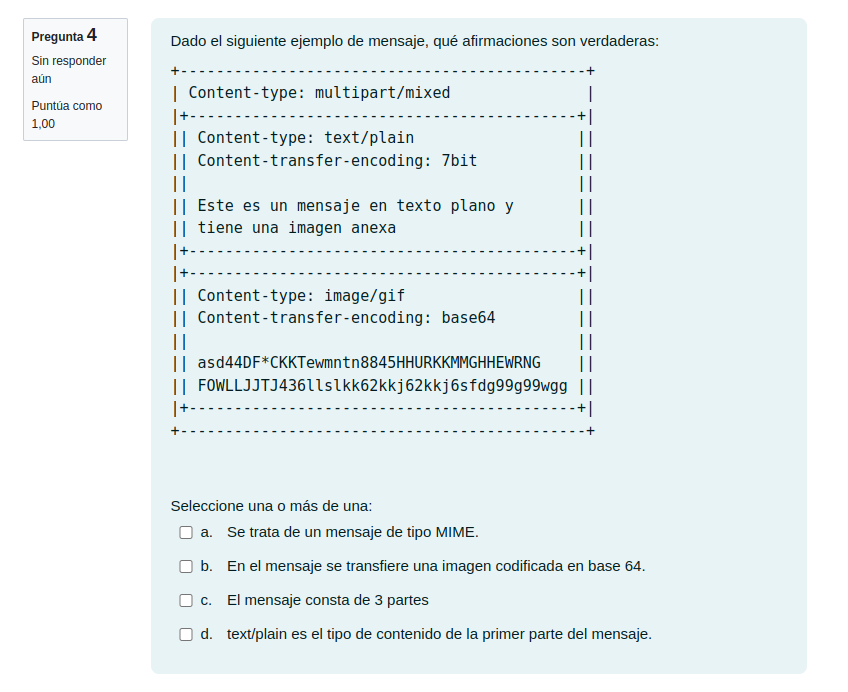 Pregunta 4
Sin responder
aún
Puntúa como
1,00
Dado el siguiente ejemplo de mensaje, qué afirmaciones son verdaderas:
+---------------------------------------------+
| Content-type: multipart/mixed               |
|+-------------------------------------------+|
|| Content-type: text/plain                  ||
|| Content-transfer-encoding: 7bit           ||
||                                           ||
|| Este es un mensaje en texto plano y       ||
|| tiene una imagen anexa                    ||
|+-------------------------------------------+|
|+-------------------------------------------+|
|| Content-type: image/gif                   ||
|| Content-transfer-encoding: base64         ||
||                                           ||
|| asd44DF*CKKTewmntn8845HHURKKMMGHHEWRNG    ||
|| FOWLLJJTJ436llslkk62kkj62kkj6sfdg99g99wgg ||
|+-------------------------------------------+|
+---------------------------------------------+
Seleccione una o más de una:
a. Se trata de un mensaje de tipo MIME.
b. En el mensaje se transfiere una imagen codificada en base 64.
c. El mensaje consta de 3 partes
d. text/plain es el tipo de contenido de la primer parte del mensaje.